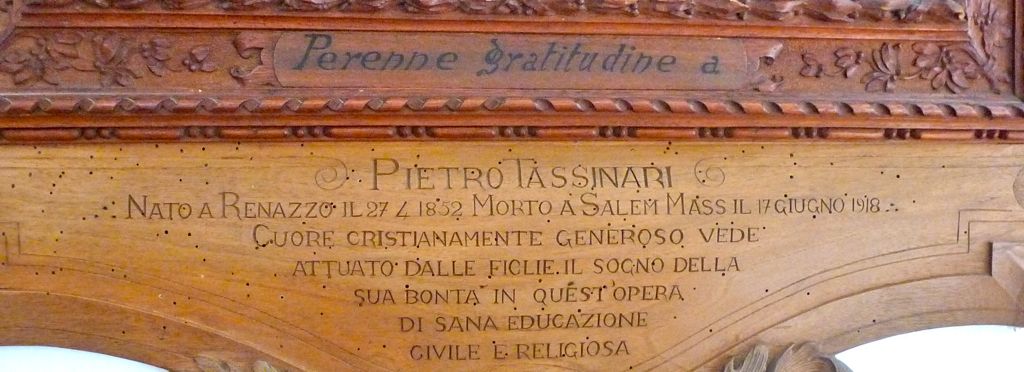 Perenne gratitudine a
PIETRO TASSINARI
NATO A RENAZZO IL 27 4 1852 MORTO A SALEM MASS IL 17 GIUGNO 1918.
CUORE CRISTIANAMENTE GENEROSO VEDE
ATTUATO DALLE FIGLIE. IL SOGNO DELLA
SUA BONTA IN QUEST'OPERA
DI SANA EDUCAZIONE
CIVILE E RELIGIOSA